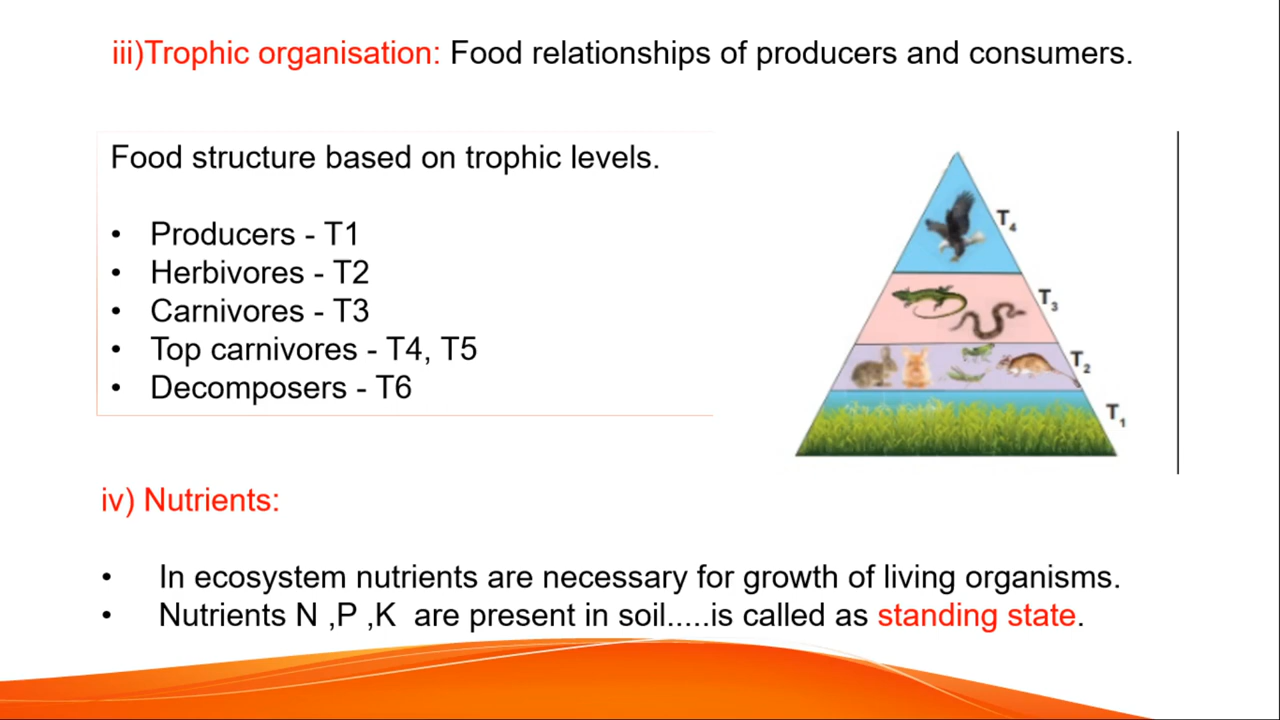 iii)Trophic organisation: Food relationships of producers and consumers.
Food structure based on trophic levels.
• Producers - T1
• Herbivores - T2
• Carnivores - T3
• Top carnivores - T4, T5
• Decomposers - T6
T4
T3
T2
T1
iv) Nutrients:
• In ecosystem nutrients are necessary for growth of living organisms.
• Nutrients N ,P ,K are present in soil.....is called as standing state.